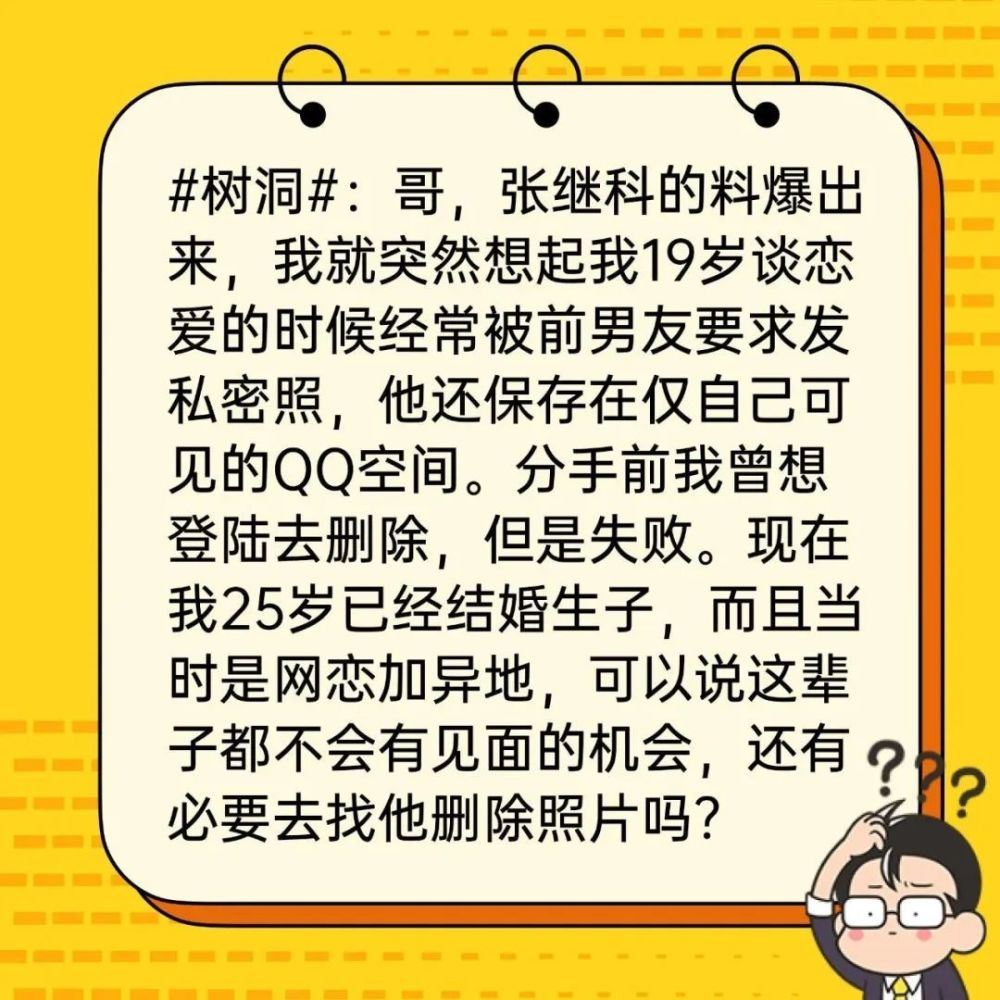 #树洞#：哥，张继科的料爆出
来，我就突然想起我19岁谈恋
爱的时候经常被前男友要求发
私密照，他还保存在仅自己可
见的QQ空间。分手前我曾想
登陆去删除，但是失败。现在
我25岁已经结婚生子，而且当
时是网恋加异地，可以说这辈
子都不会有见面的机会，还有
必要去找他删除照片吗？
???